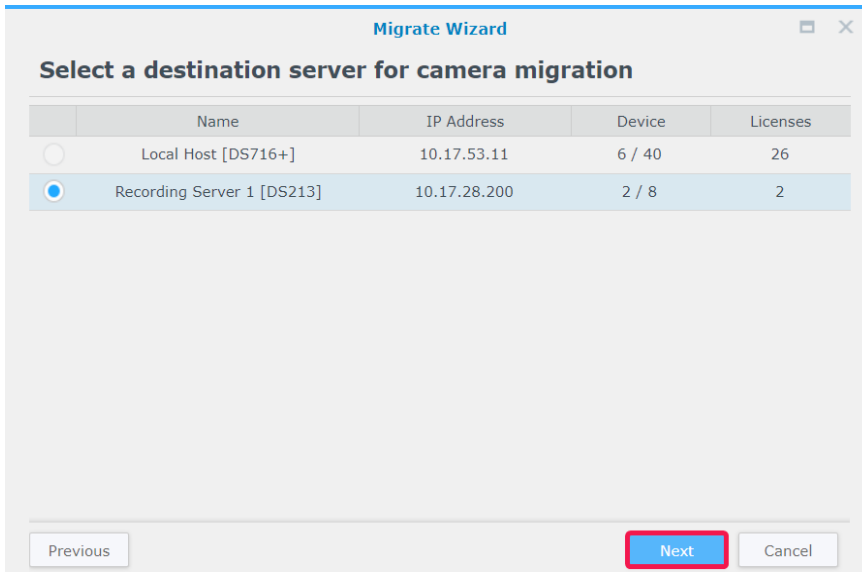 Migrate Wizard
Select a destination server for camera migration
Name IP Address Device Licenses
Local Host [DS716+] 10.17.53.11 6 / 40 26
Recording Server 1 [DS213] 10.17.28.200 2 / 8 2
Previous Next Cancel